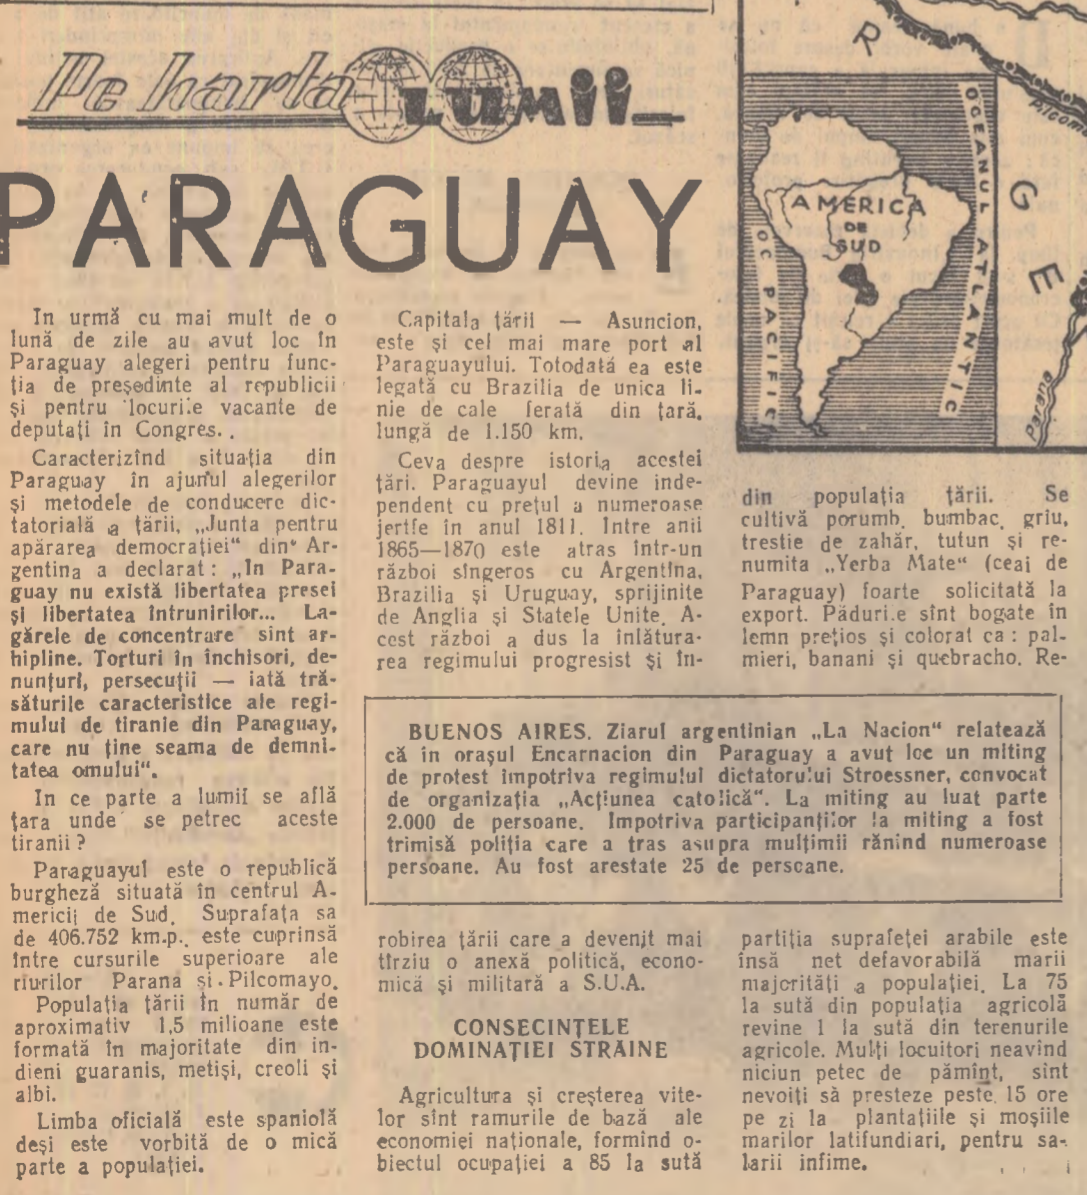 Pe harta LUMII
PARAGUAY
In urmă cu mai mult de o
lună de zile au avut loc în
Paraguay alegeri pentru func-
ția de președinte al republicii
și pentru locurile vacante de
deputați în Congres.
Caracterizînd situația din
Paraguay în ajunul alegerilor
și metodele de conducere dic-
tatorială a țării, „Junta pentru
apărarea democrației“ din Ar-
gentina a declarat : „In Para-
guay nu există libertatea presei
și libertatea întrunirilor... La-
gărele de concentrare sînt ar-
hipline. Torturi în închisori, de-
nunțuri, persecuții — iată tră-
săturile caracteristice ale regi-
mului de tiranie din Paraguay,
care nu ține seama de demni-
tatea omului“.
In ce parte a lumii se află
țara unde se petrec aceste
tiranii ?
Paraguayul este o republică
burgheză situată în centrul A-
mericii de Sud. Suprafața sa
de 406.752 km.p., este cuprinsă
între cursurile superioare ale
rîurilor Parana și Pilcomayo.
Populația țării în număr de
aproximativ 1,5 milioane este
formată în majoritate din in-
dieni guaranis, metiși, creoli și
albi.
Limba oficială este spaniolă
deși este vorbită de o mică
parte a populației.
Capitala țării — Asuncion,
este și cel mai mare port al
Paraguayului. Totodată ea este
legată cu Brazilia de unica li-
nie de cale ferată din țară,
lungă de 1.150 km.
Ceva despre istoria acestei
țări. Paraguayul devine inde-
pendent cu prețul a numeroase
jertfe în anul 1811. Intre anii
1865—1870 este atras într-un
război sîngeros cu Argentina,
Brazilia și Uruguay, sprijinite
de Anglia și Statele Unite. A-
cest război a dus la înlătura-
rea regimului progresist și în-
robirea țării care a devenit mai
tîrziu o anexă politică, econo-
mică și militară a S.U.A.
CONSECINȚELE
DOMINAȚIEI STRĂINE
Agricultura și creșterea vite-
lor sînt ramurile de bază ale
economiei naționale, formînd o-
biectul ocupației a 85 la sută
din populația țării. Se
cultivă porumb, bumbac, grîu,
trestie de zahăr, tutun și re-
numita „Yerba Mate“ (ceai de
Paraguay) foarte solicitată la
export. Pădurile sînt bogate în
lemn prețios și colorat ca : pal-
mieri, banani și quebracho. Re-
partiția suprafeței arabile este
însă net defavorabilă marii
majorități a populației. La 75
la sută din populația agricolă
revine 1 la sută din terenurile
agricole. Mulți locuitori neavînd
niciun petec de pămînt, sînt
nevoiți să presteze peste 15 ore
pe zi la plantațiile și moșiile
marilor latifundiari, pentru sa-
larii infime.
BUENOS AIRES. Ziarul argentinian „La Nacion“ relatează
că în orașul Encarnacion din Paraguay a avut loc un miting
de protest împotriva regimului dictatorului Stroessner, convocat
de organizația „Acțiunea catolică“. La miting au luat parte
2.000 de persoane. Impotriva participanților la miting a fost
trimisă poliția care a tras asupra mulțimii rănind numeroase
persoane. Au fost arestate 25 de persoane.
AMERICA
DE
SUD
OC PACIFIC
OCEANUL ATLANTIC
R
G
E
Pilcom
Parana